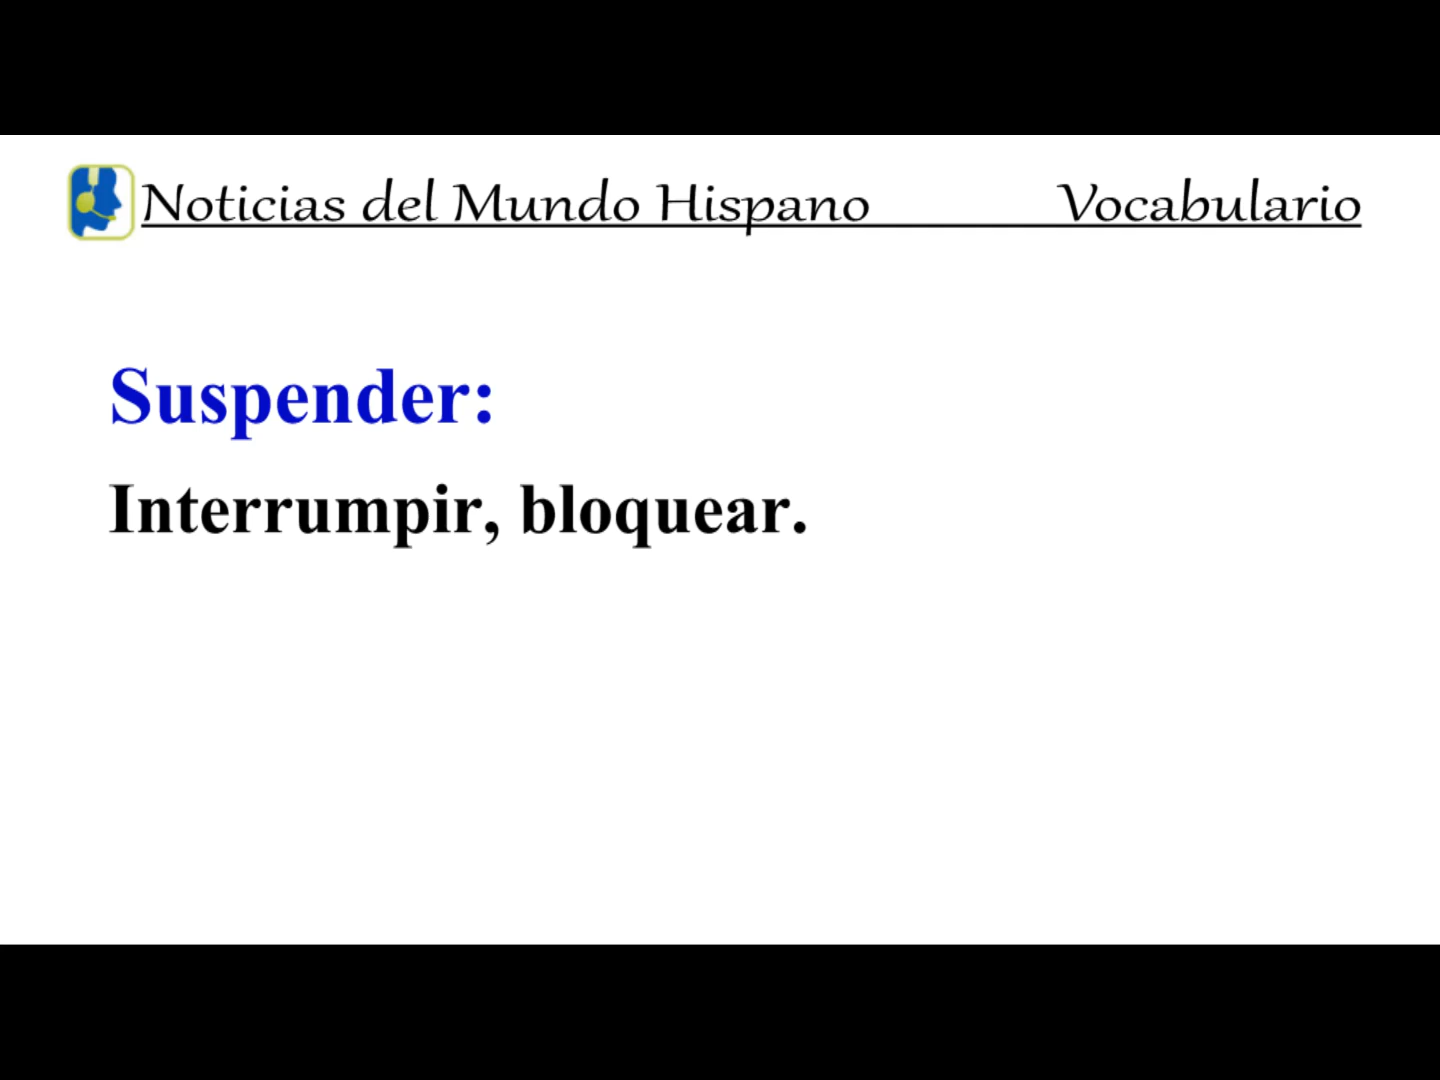 Noticias del Mundo Hispano Vocabulario
Suspender:
Interrumpir, bloquear.